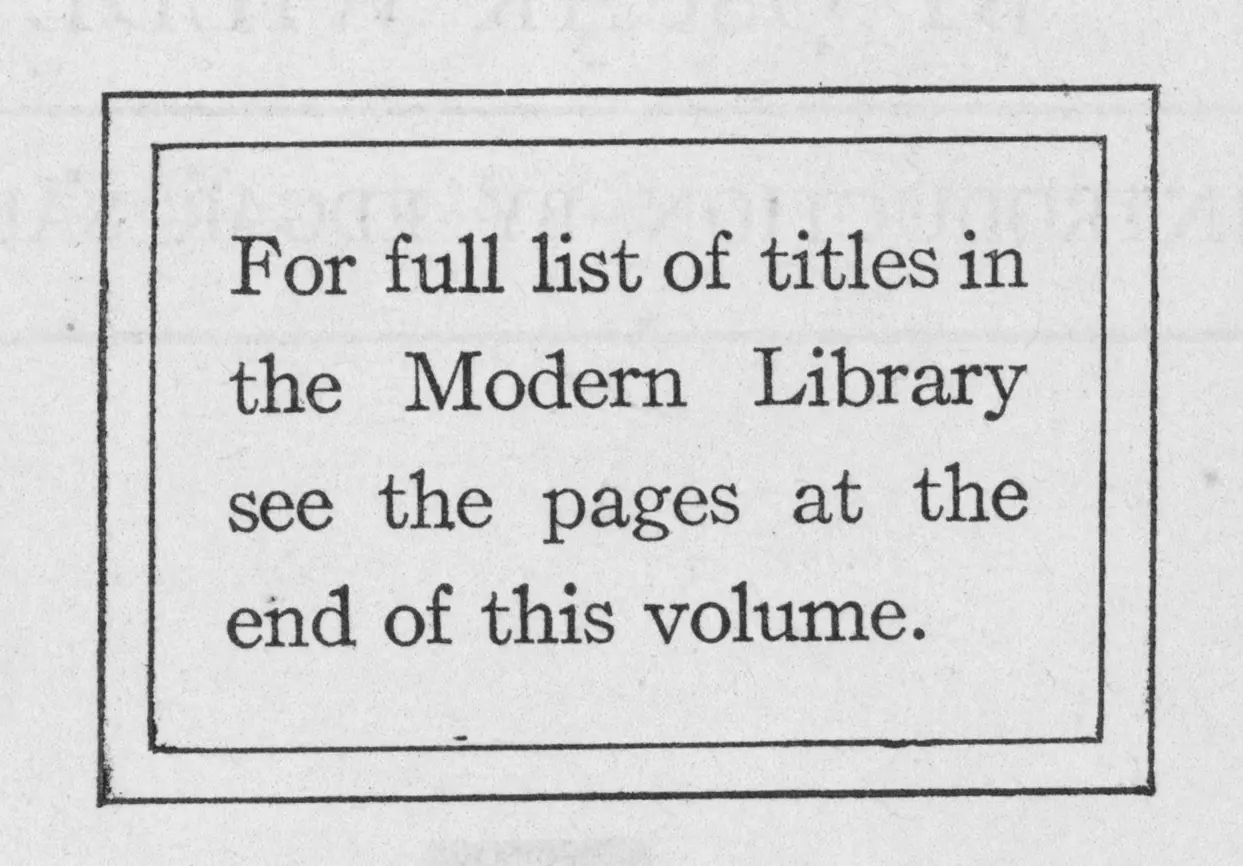 For full list of titles in
the Modern Library
see the pages at the
end of this volume.